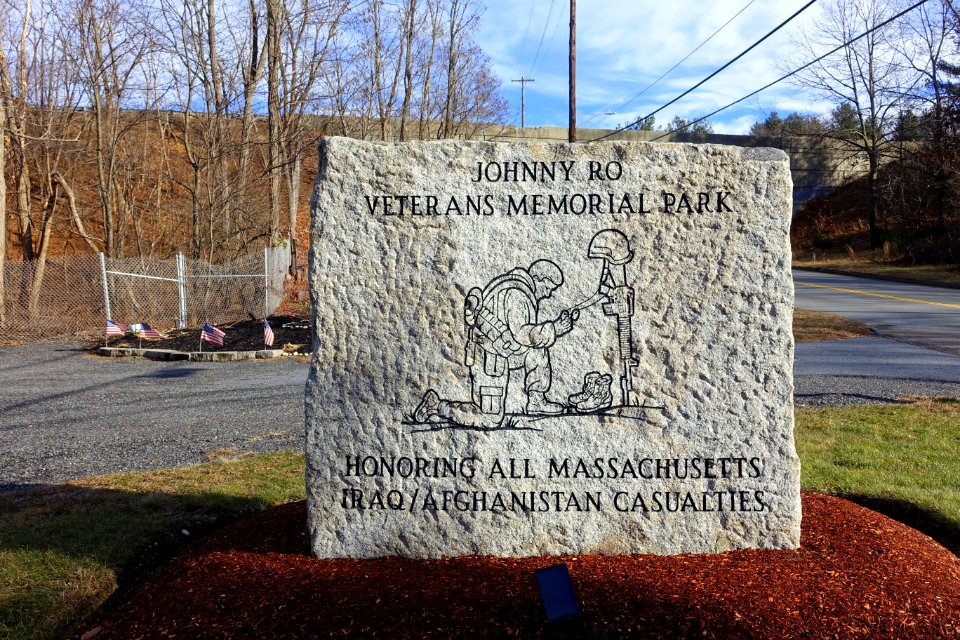 JOHNNY RO
VETERANS MEMORIAL PARK
HONORING ALL MASSACHUSETTS
IRAQ/AFGHANISTAN CASUALTIES